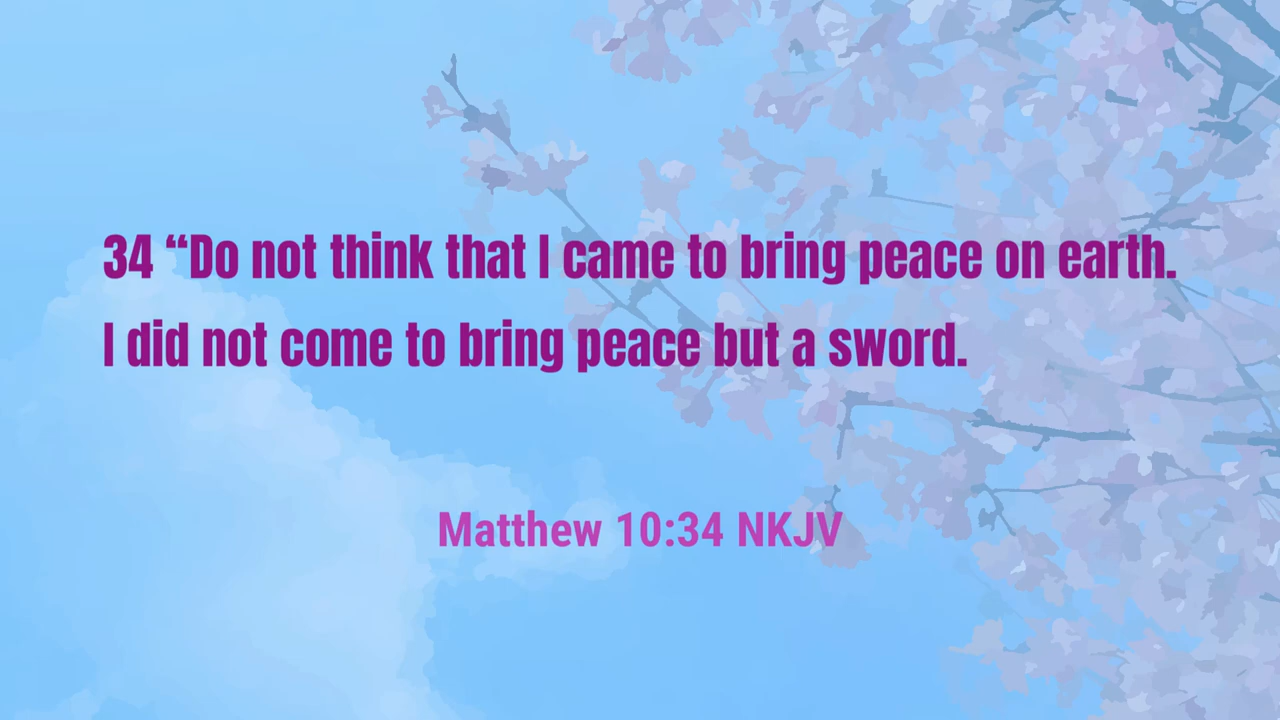 34 “Do not think that I came to bring peace on earth.
I did not come to bring peace but a sword.
Matthew 10:34 NKJV